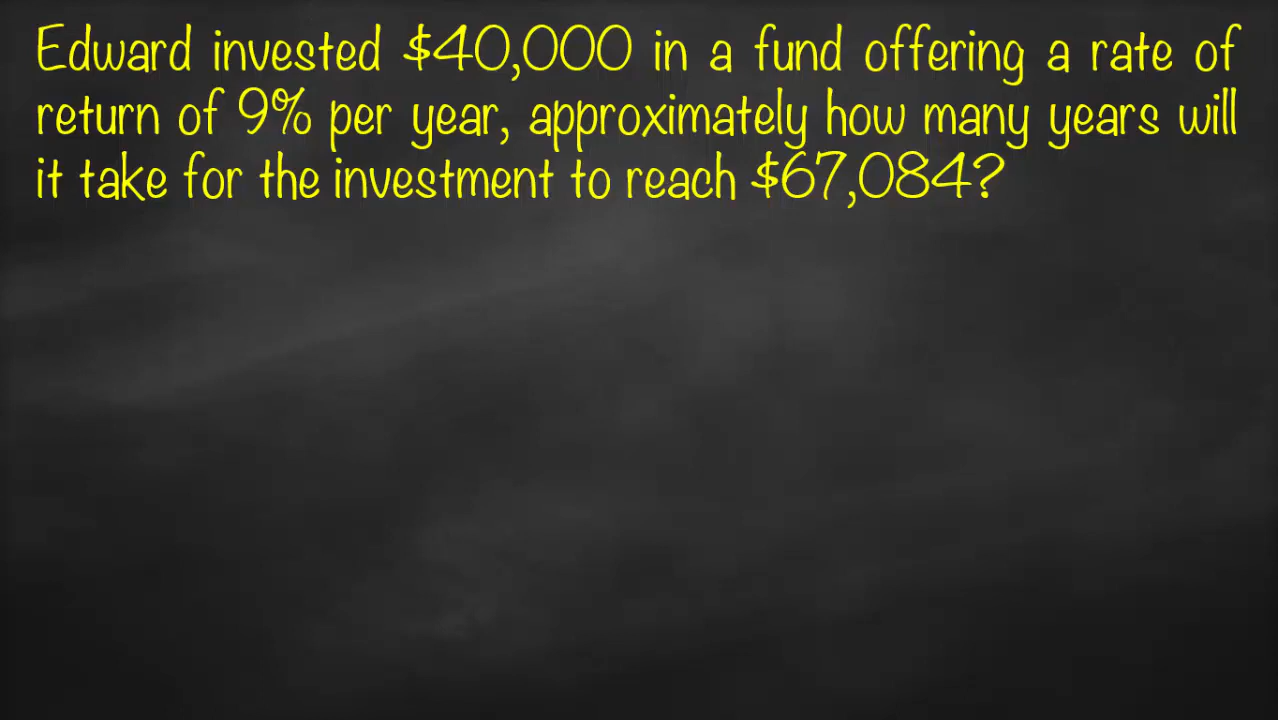 Edward invested $40,000 in a fund offering a rate of
return of 9% per year, approximately how many years will
it take for the investment to reach $67,084?